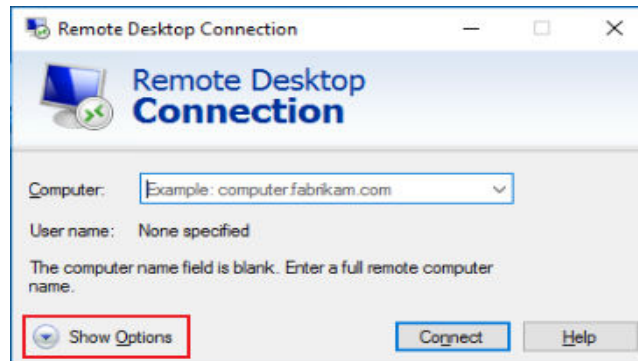 Remote Desktop Connection
Remote Desktop
Connection
Computer: Example: computer.fabrikam.com
User name: None specified
The computer name field is blank. Enter a full remote computer
name.
Show Options Connect Help